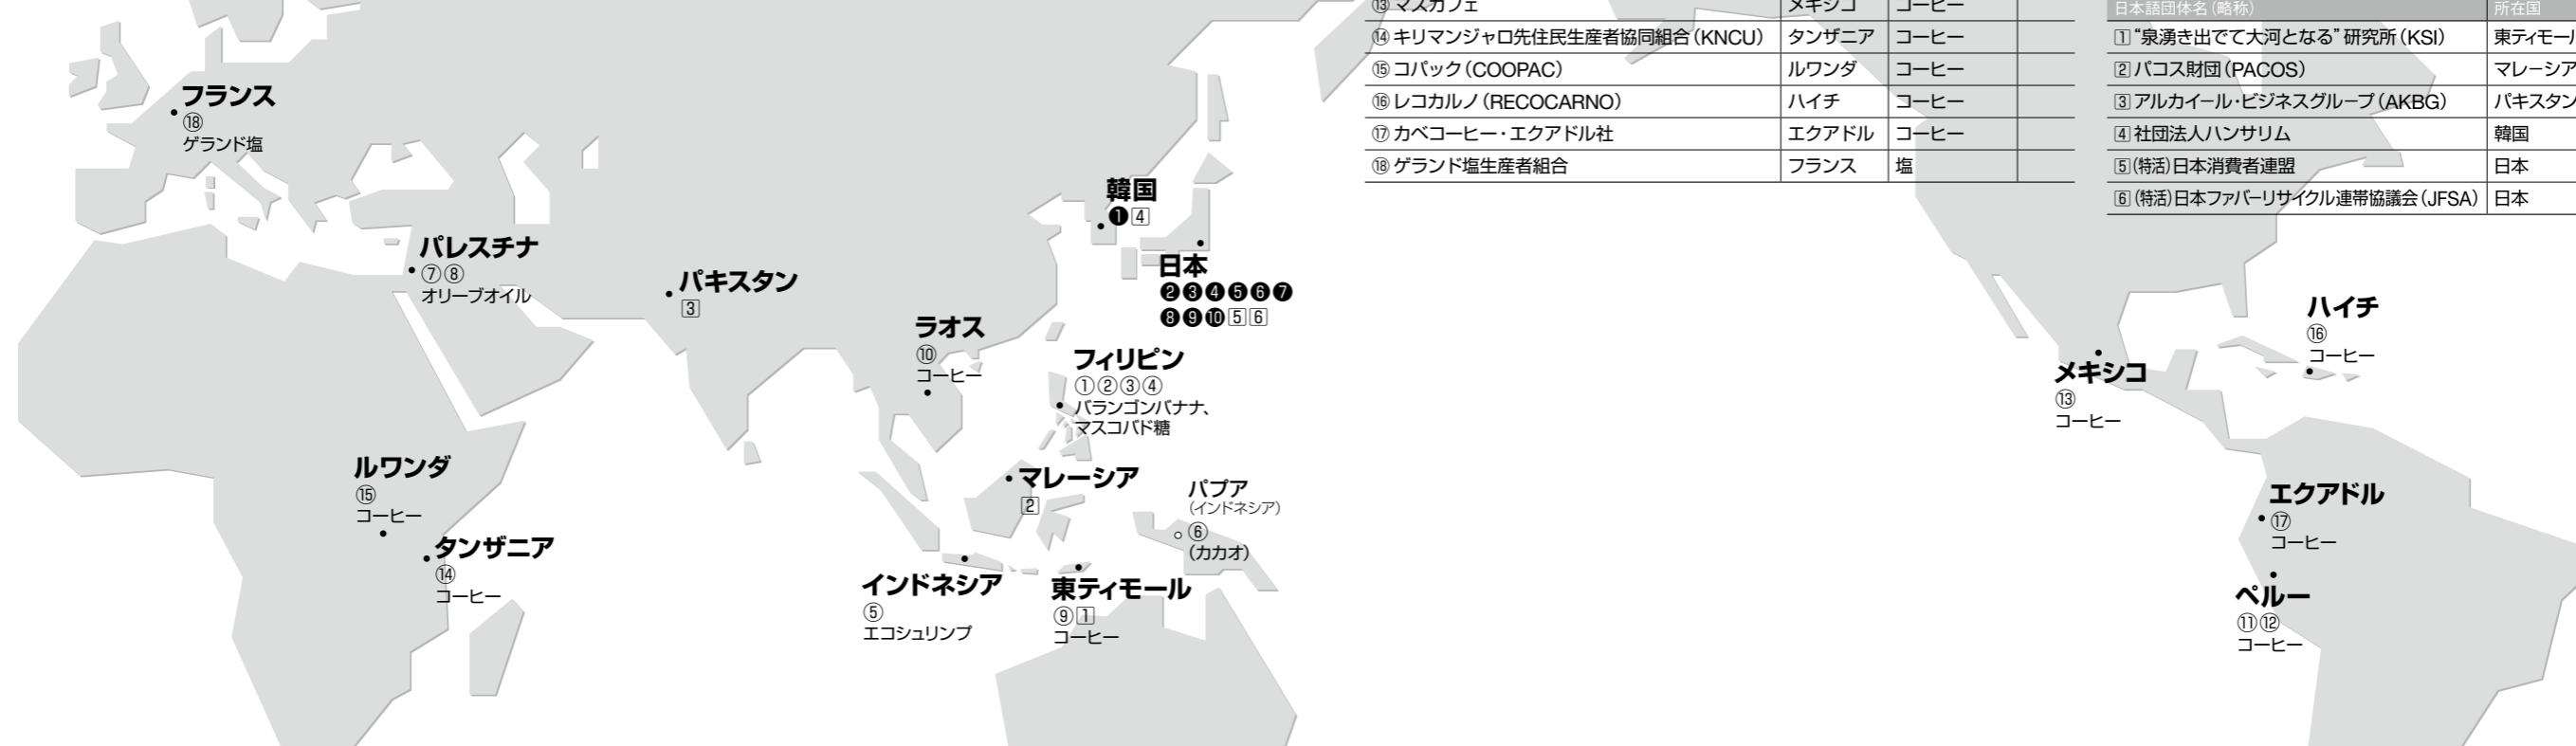 ⑬ マスカフェ メキシコ コーヒー
⑭ キリマンジャロ先住民生産者協同組合(KNCU) タンザニア コーヒー
⑮ コパック(COOPAC) ルワンダ コーヒー
⑯ レコカルノ(RECOCARNO) ハイチ コーヒー
⑰ カベコーヒー・エクアドル社 エクアドル コーヒー
⑱ ゲランド塩生産者組合 フランス 塩
日本語団体名(略称) 所在国
1 “泉湧き出でて大河となる”研究所(KSI) 東ティモール
2 パコス財団(PACOS) マレーシア
3 アルカイール・ビジネスグループ(AKBG) パキスタン
4 社団法人ハンサリム 韓国
5 (特活)日本消費者連盟 日本
6 (特活)日本ファバーリサイクル連帯協議会(JFSA) 日本
フランス
⑱
ゲランド塩
韓国
❶4
パレスチナ
⑦⑧
オリーブオイル
パキスタン
3
日本
❷❸❹❺❻❼
❽❾❿56
ラオス
⑩
コーヒー
フィリピン
①②③④
バランゴンバナナ、
マスコバド糖
ハイチ
⑯
コーヒー
メキシコ
⑬
コーヒー
ルワンダ
⑮
コーヒー
マレーシア
2
パプア
(インドネシア)
⑥
(カカオ)
エクアドル
⑰
コーヒー
タンザニア
⑭
コーヒー
インドネシア
⑤
エコシュリンプ
東ティモール
⑨1
コーヒー
ペルー
⑪⑫
コーヒー